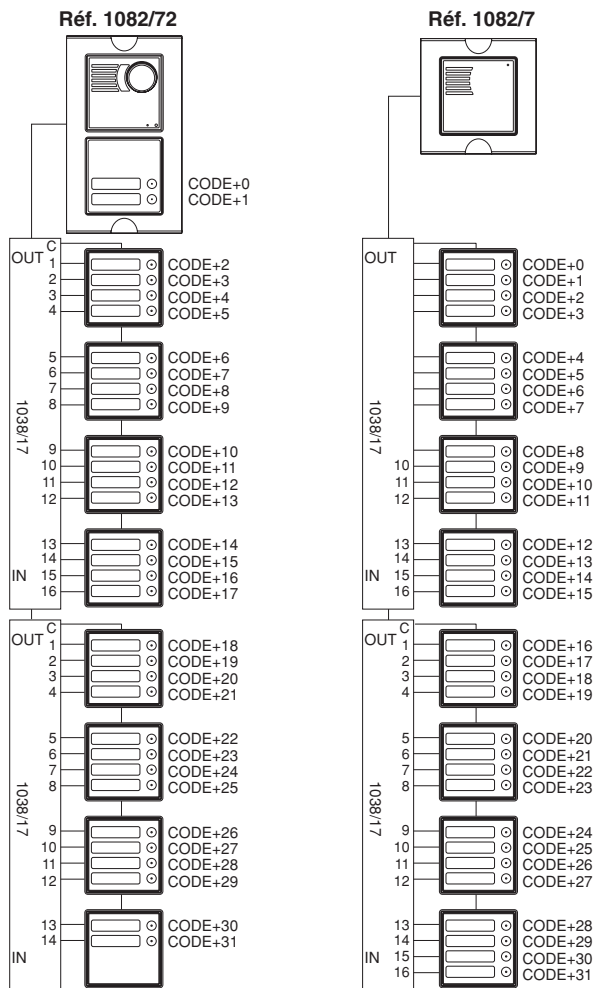 Réf. 1082/72
CODE+0
CODE+1
C
OUT
1 CODE+2
2 CODE+3
3 CODE+4
4 CODE+5
5 CODE+6
6 CODE+7
7 CODE+8
8 CODE+9
1038/17
9 CODE+10
10 CODE+11
11 CODE+12
12 CODE+13
13 CODE+14
14 CODE+15
IN 15 CODE+16
16 CODE+17
C
OUT
1 CODE+18
2 CODE+19
3 CODE+20
4 CODE+21
5 CODE+22
6 CODE+23
7 CODE+24
8 CODE+25
1038/17
9 CODE+26
10 CODE+27
11 CODE+28
12 CODE+29
13 CODE+30
14 CODE+31
IN
Réf. 1082/7
OUT
CODE+0
CODE+1
CODE+2
CODE+3
CODE+4
CODE+5
CODE+6
CODE+7
1038/17
CODE+8
10 CODE+9
11 CODE+10
12 CODE+11
13 CODE+12
14 CODE+13
IN 15 CODE+14
16 CODE+15
C
OUT
1 CODE+16
2 CODE+17
3 CODE+18
4 CODE+19
5 CODE+20
6 CODE+21
7 CODE+22
8 CODE+23
1038/17
9 CODE+24
10 CODE+25
11 CODE+26
12 CODE+27
13 CODE+28
14 CODE+29
IN 15 CODE+30
16 CODE+31